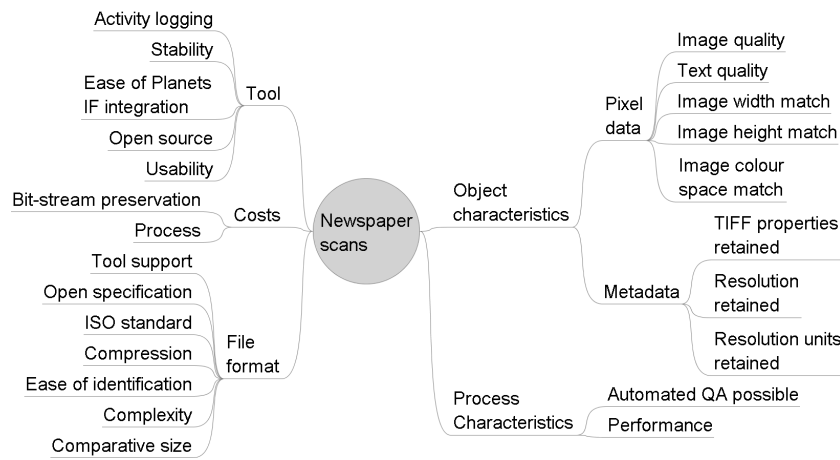 Activity logging
Stability
Ease of Planets
IF integration
Open source
Usability
Tool
Bit-stream preservation
Process
Costs
Tool support
Open specification
ISO standard
Compression
Ease of identification
Complexity
Comparative size
File
format
Newspaper
scans
Object
characteristics
Pixel
data
Image quality
Text quality
Image width match
Image height match
Image colour
space match
Metadata
TIFF properties
retained
Resolution
retained
Resolution units
retained
Process
Characteristics
Automated QA possible
Performance